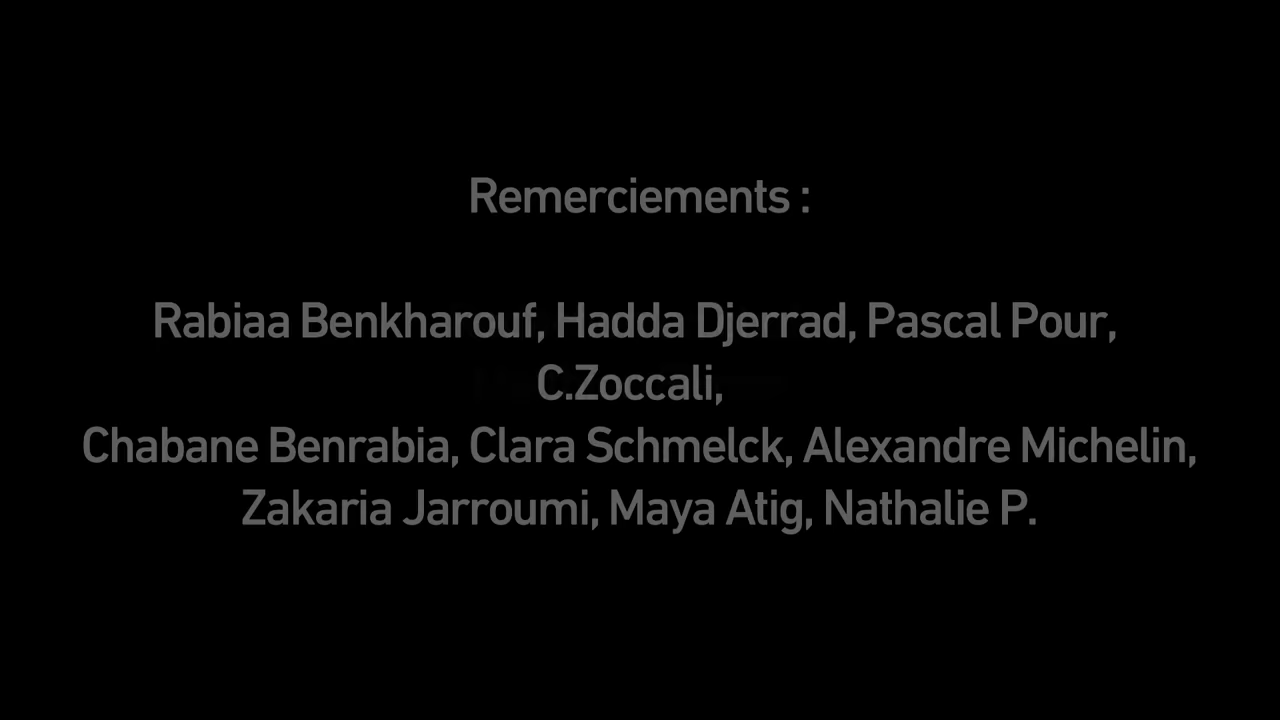 Remerciements :
Rabiaa Benkharouf, Hadda Djerrad, Pascal Pour,
C.Zoccali,
Chabane Benrabia, Clara Schmelck, Alexandre Michelin,
Zakaria Jarroumi, Maya Atig, Nathalie P.